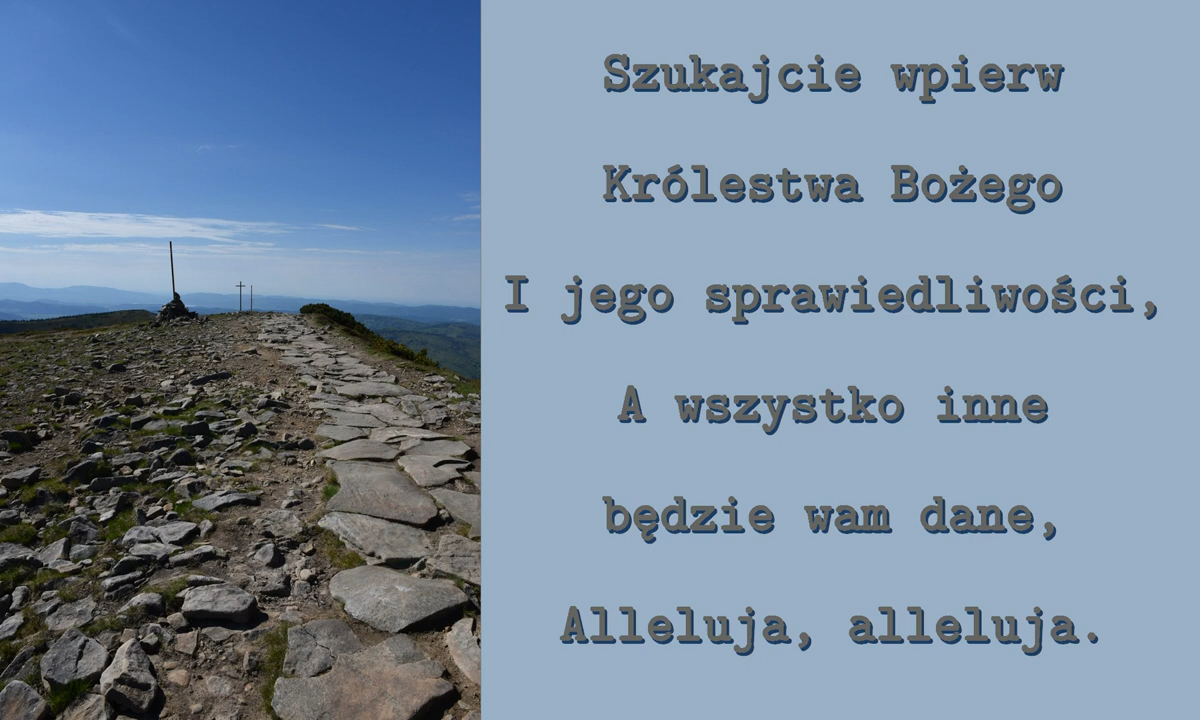 Szukajcie wpierw
Królestwa Bożego
I jego sprawiedliwości,
A wszystko inne
będzie wam dane,
Alleluja, alleluja.